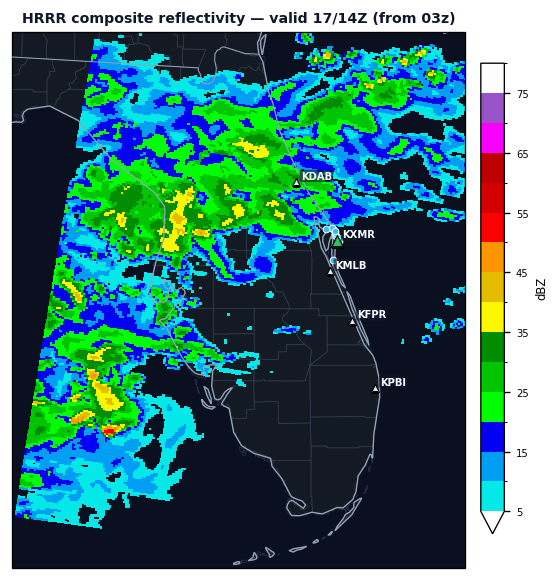 HRRR composite reflectivity — valid 17/14Z (from 03z)
KDAB
KXMR
KMLB
KFPR
KPBI
75
65
55
45
35
25
15
5
dBZ